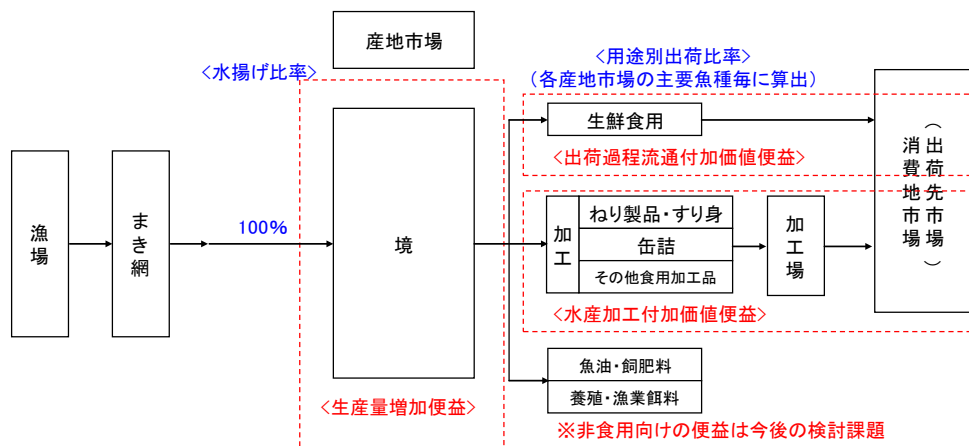 産地市場
<水揚げ比率>
<用途別出荷比率>
(各産地市場の主要魚種毎に算出)
漁場
まき網
100%
境
生鮮食用
<出荷過程流通付加価値便益>
加工
ねり製品・すり身
缶詰
その他食用加工品
加工場
<水産加工付加価値便益>
消費地市場
(出荷先市場)
<生産量増加便益>
魚油・飼肥料
養殖・漁業餌料
※非食用向けの便益は今後の検討課題